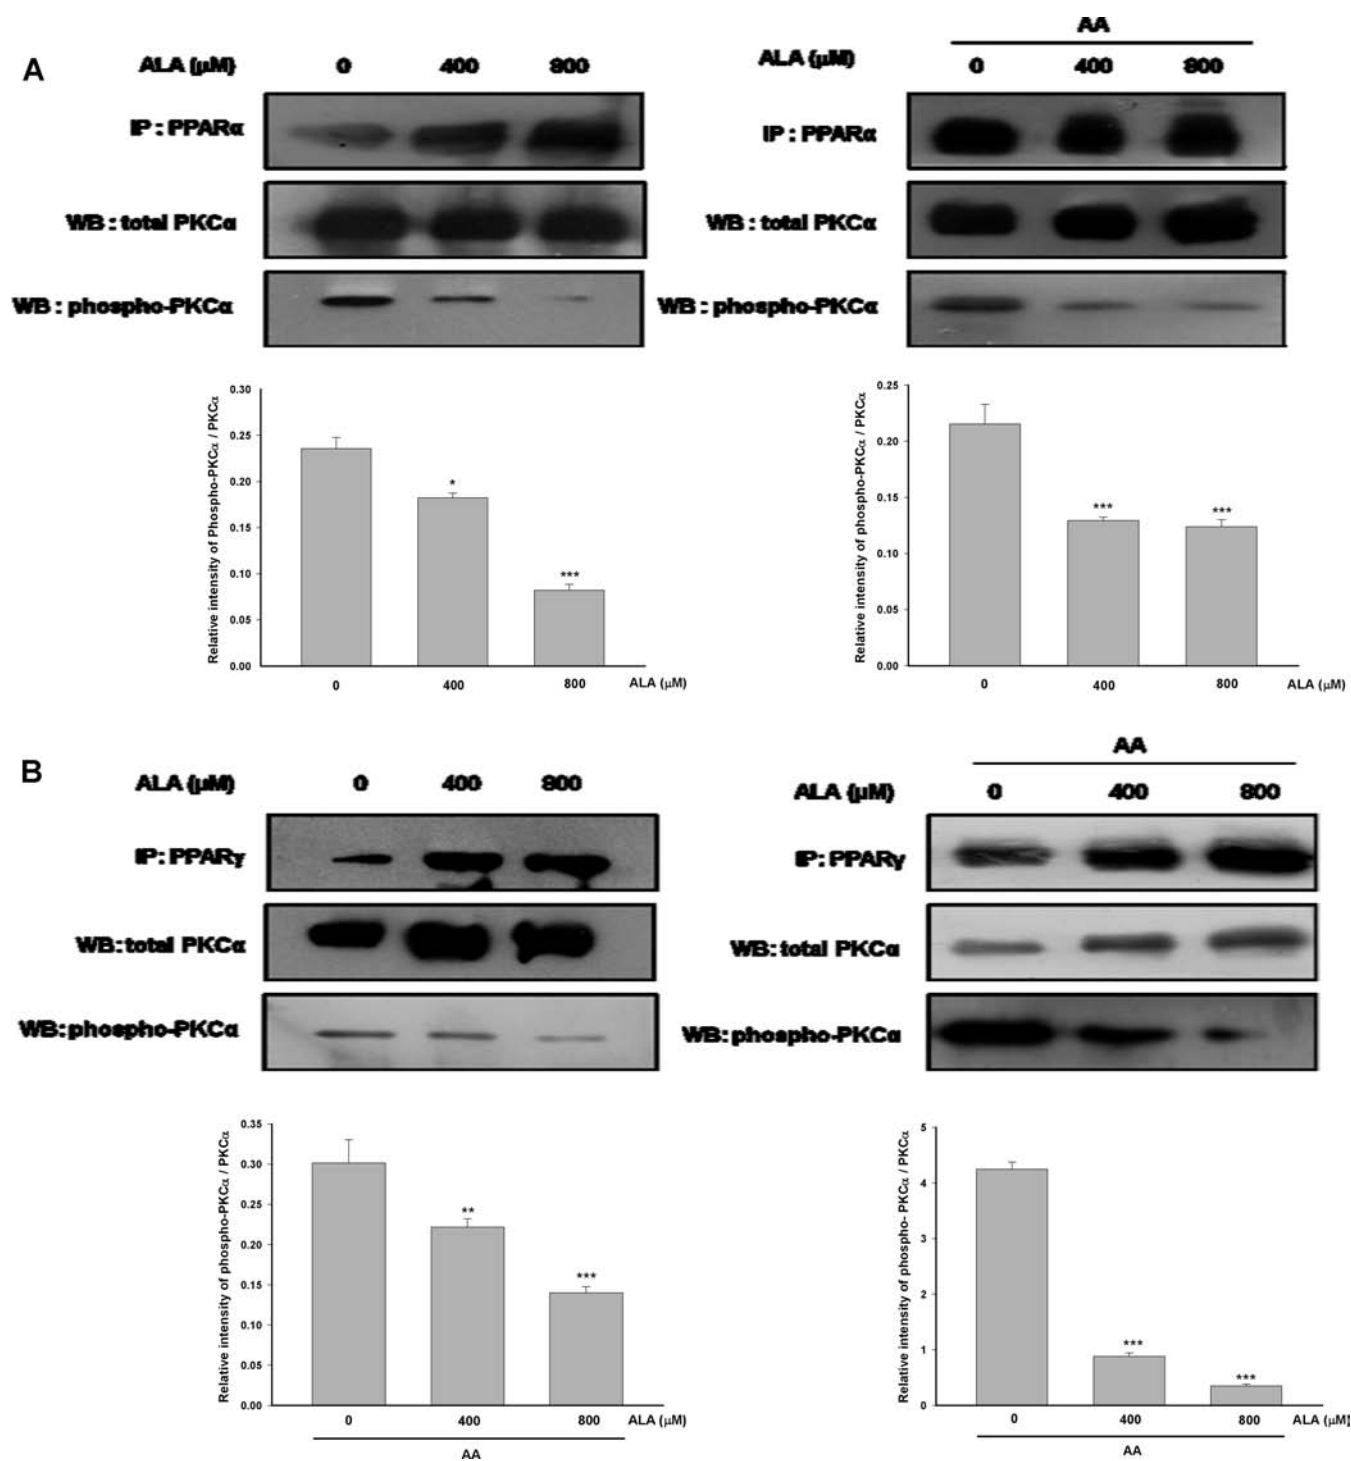 A
ALA (μM) 0 400 800
IP : PPARα
WB : total PKCα
WB : phospho-PKCα
Relative intensity of Phospho-PKCα / PKCα
0.30
0.25
0.20
0.15
0.10
0.05
0.00
*
***
0 400 800 ALA (μM)
AA
ALA (μM) 0 400 800
IP : PPARα
WB : total PKCα
WB : phospho-PKCα
Relative intensity of phospho-PKCα / PKCα
0.25
0.20
0.15
0.10
0.05
0.00
***
***
0 400 800 ALA (μM)
B
ALA (μM) 0 400 800
IP: PPARγ
WB: total PKCα
WB: phospho-PKCα
Relative intensity of phospho-PKCα / PKCα
0.35
0.30
0.25
0.20
0.15
0.10
0.05
0.00
**
***
0 400 800 ALA (μM)
AA
AA
ALA (μM) 0 400 800
IP: PPARγ
WB: total PKCα
WB: phospho-PKCα
Relative intensity of phospho- PKCα / PKCα
5
4
3
2
1
0
***
***
0 400 800 ALA (μM)
AA